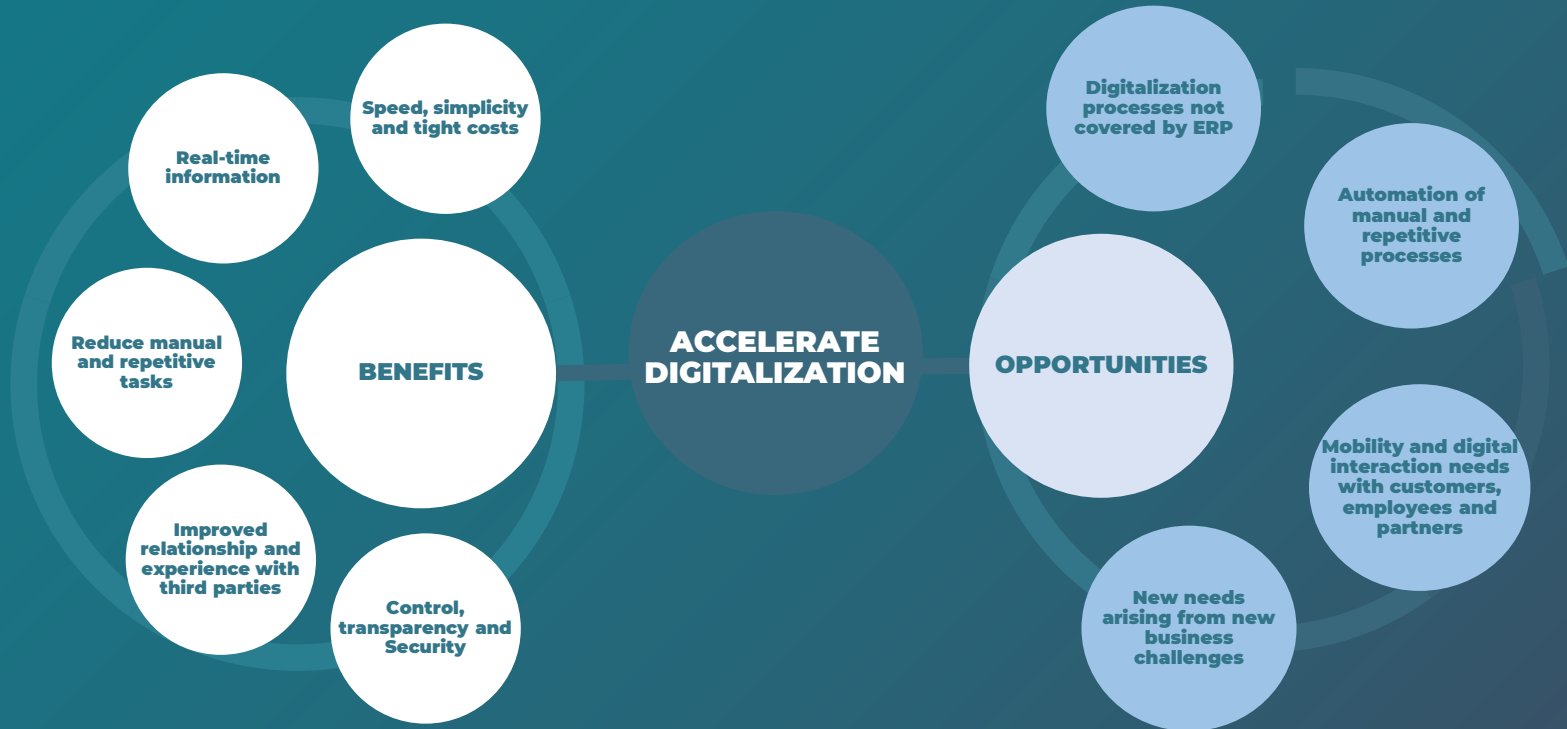 Speed, simplicity
and tight costs
Real-time
information
Reduce manual
and repetitive
tasks
BENEFITS
Improved
relationship and
experience with
third parties
Control,
transparency and
Security
ACCELERATE
DIGITALIZATION
Digitalization
processes not
covered by ERP
Automation of
manual and
repetitive
processes
OPPORTUNITIES
Mobility and digital
interaction needs
with customers,
employees and
partners
New needs
arising from new
business
challenges